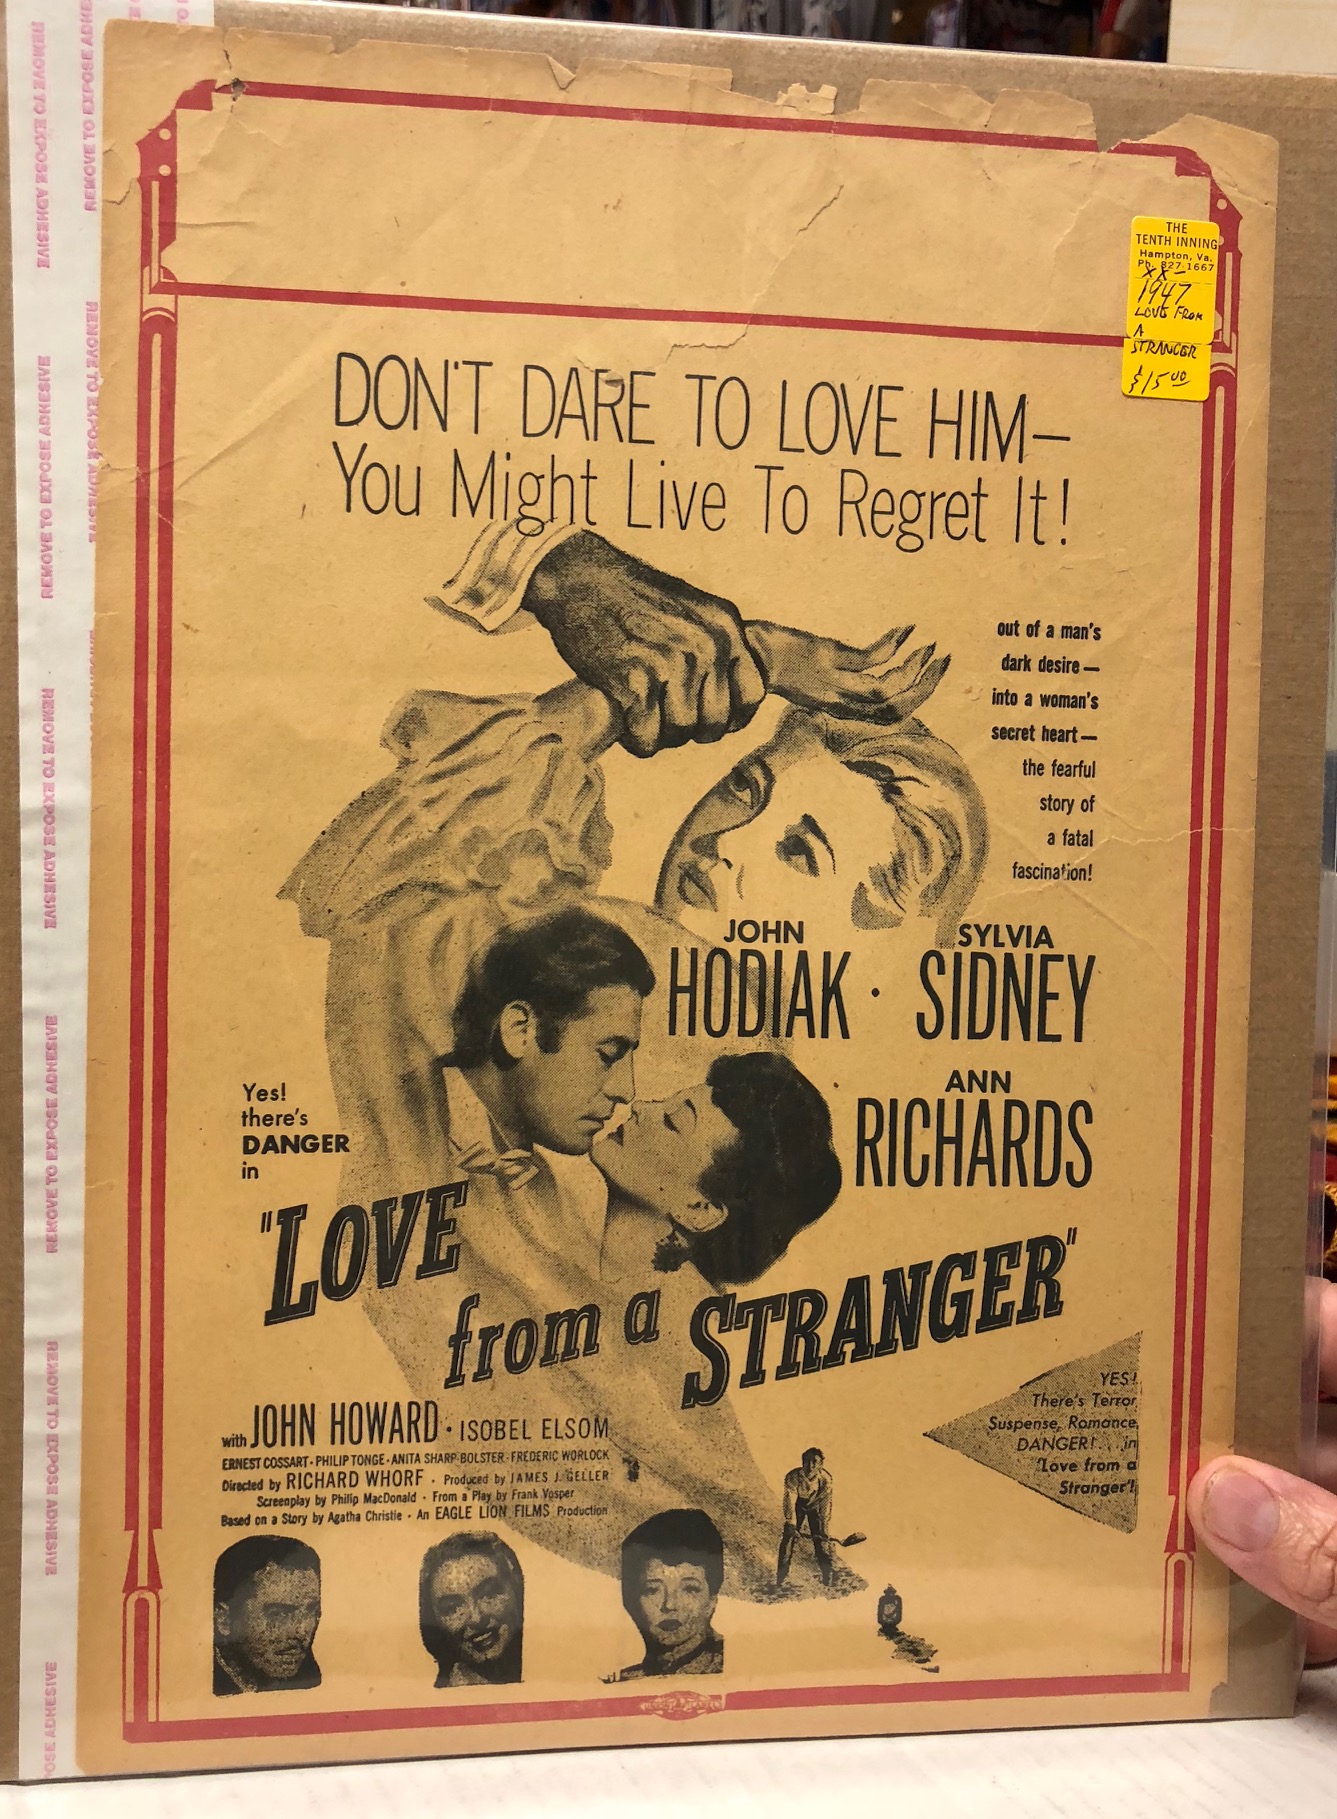 REMOVE TO EXPOSE ADHESIVE
THE
TENTH INNING
Hampton, Va.
Ph. 827 1667
XX-
1947
LOVE FROM
A
STRANGER
$15.00
DON'T DARE TO LOVE HIM—
You Might Live To Regret It!
out of a man's
dark desire—
into a woman's
secret heart—
the fearful
story of
a fatal
fascination!
JOHN
HODIAK · SYLVIA
SIDNEY
ANN
RICHARDS
Yes!
there's
DANGER
in
"LOVE
from a STRANGER"
with JOHN HOWARD · ISOBEL ELSOM
ERNEST COSSART · PHILIP TONGE · ANITA SHARP-BOLSTER · FREDERIC WORLOCK
Directed by RICHARD WHORF · Produced by JAMES J. GELLER
Screenplay by Philip MacDonald · From a Play by Frank Vosper
Based on a Story by Agatha Christie · An EAGLE LION FILMS Production
YES!
There's Terror
Suspense, Romance,
DANGER! . . . in
'Love from a
Stranger'!